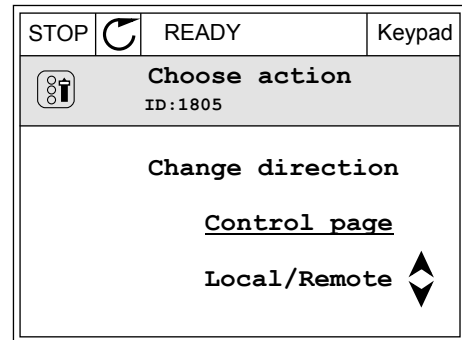 STOP READY Keypad
Choose action
ID:1805
Change direction
Control page
Local/Remote